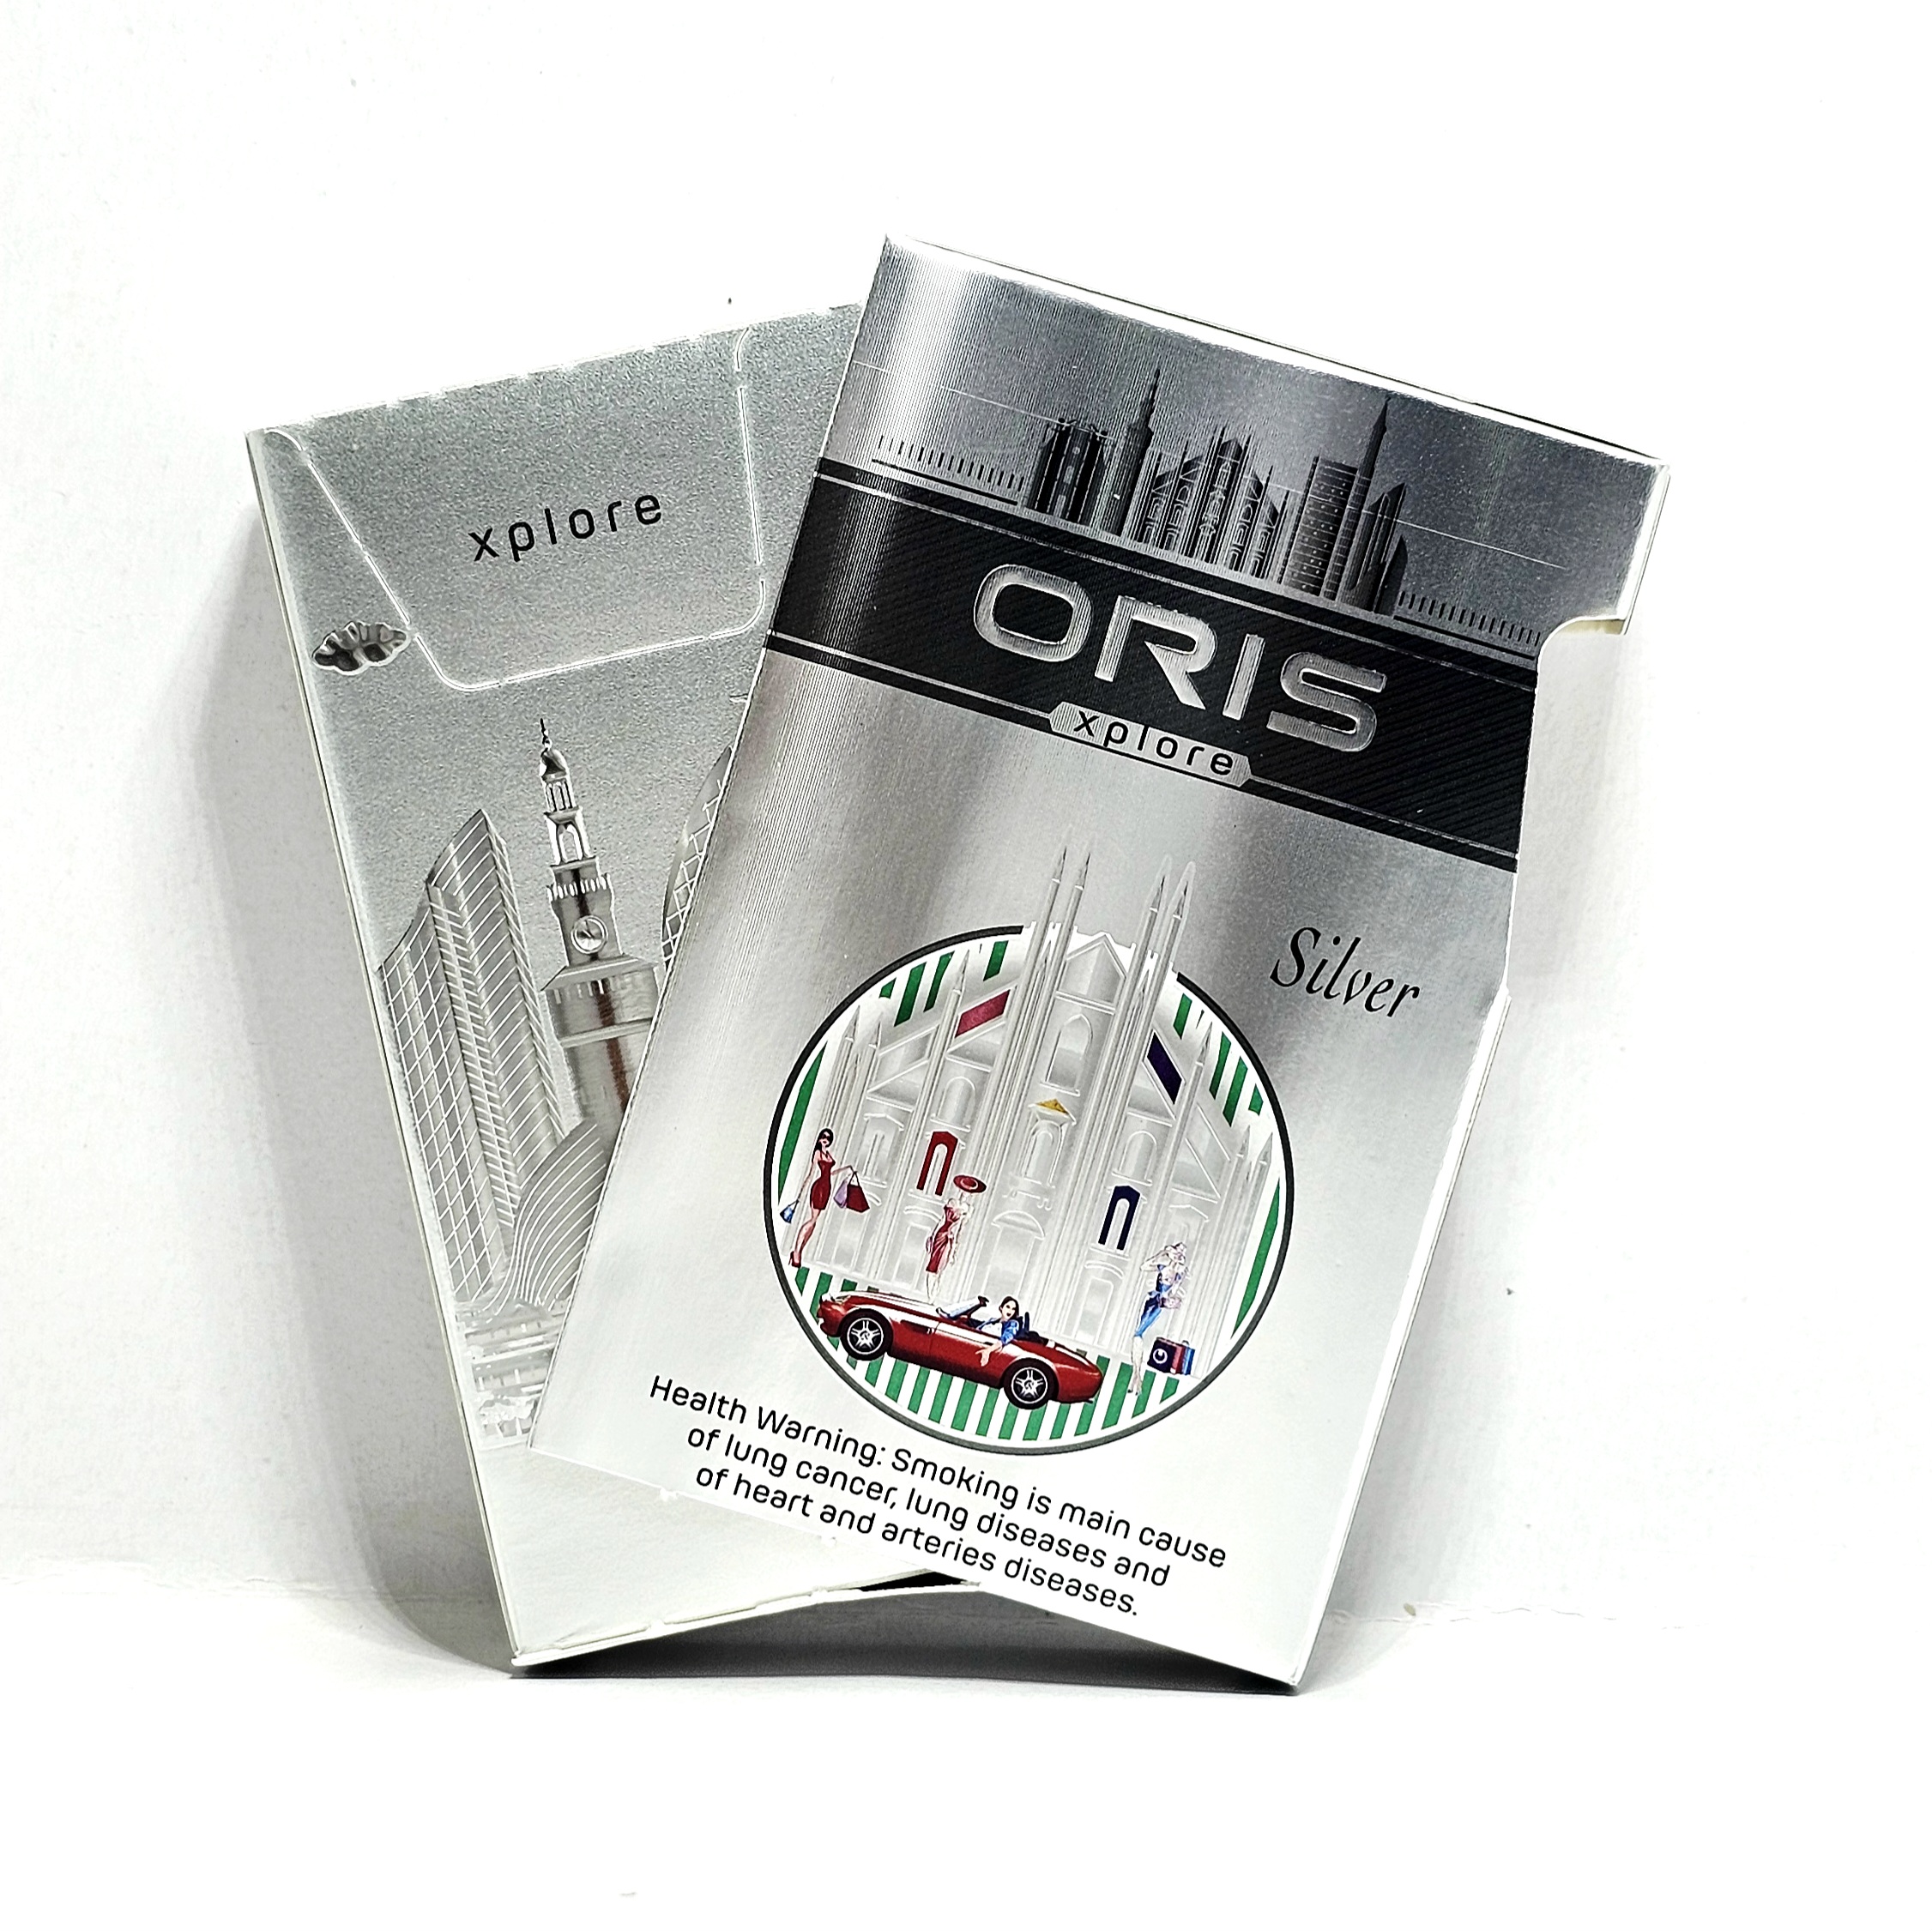 xplore
ORIS
xplore
Silver
Health Warning: Smoking is main cause
of lung cancer, lung diseases and
of heart and arteries diseases.